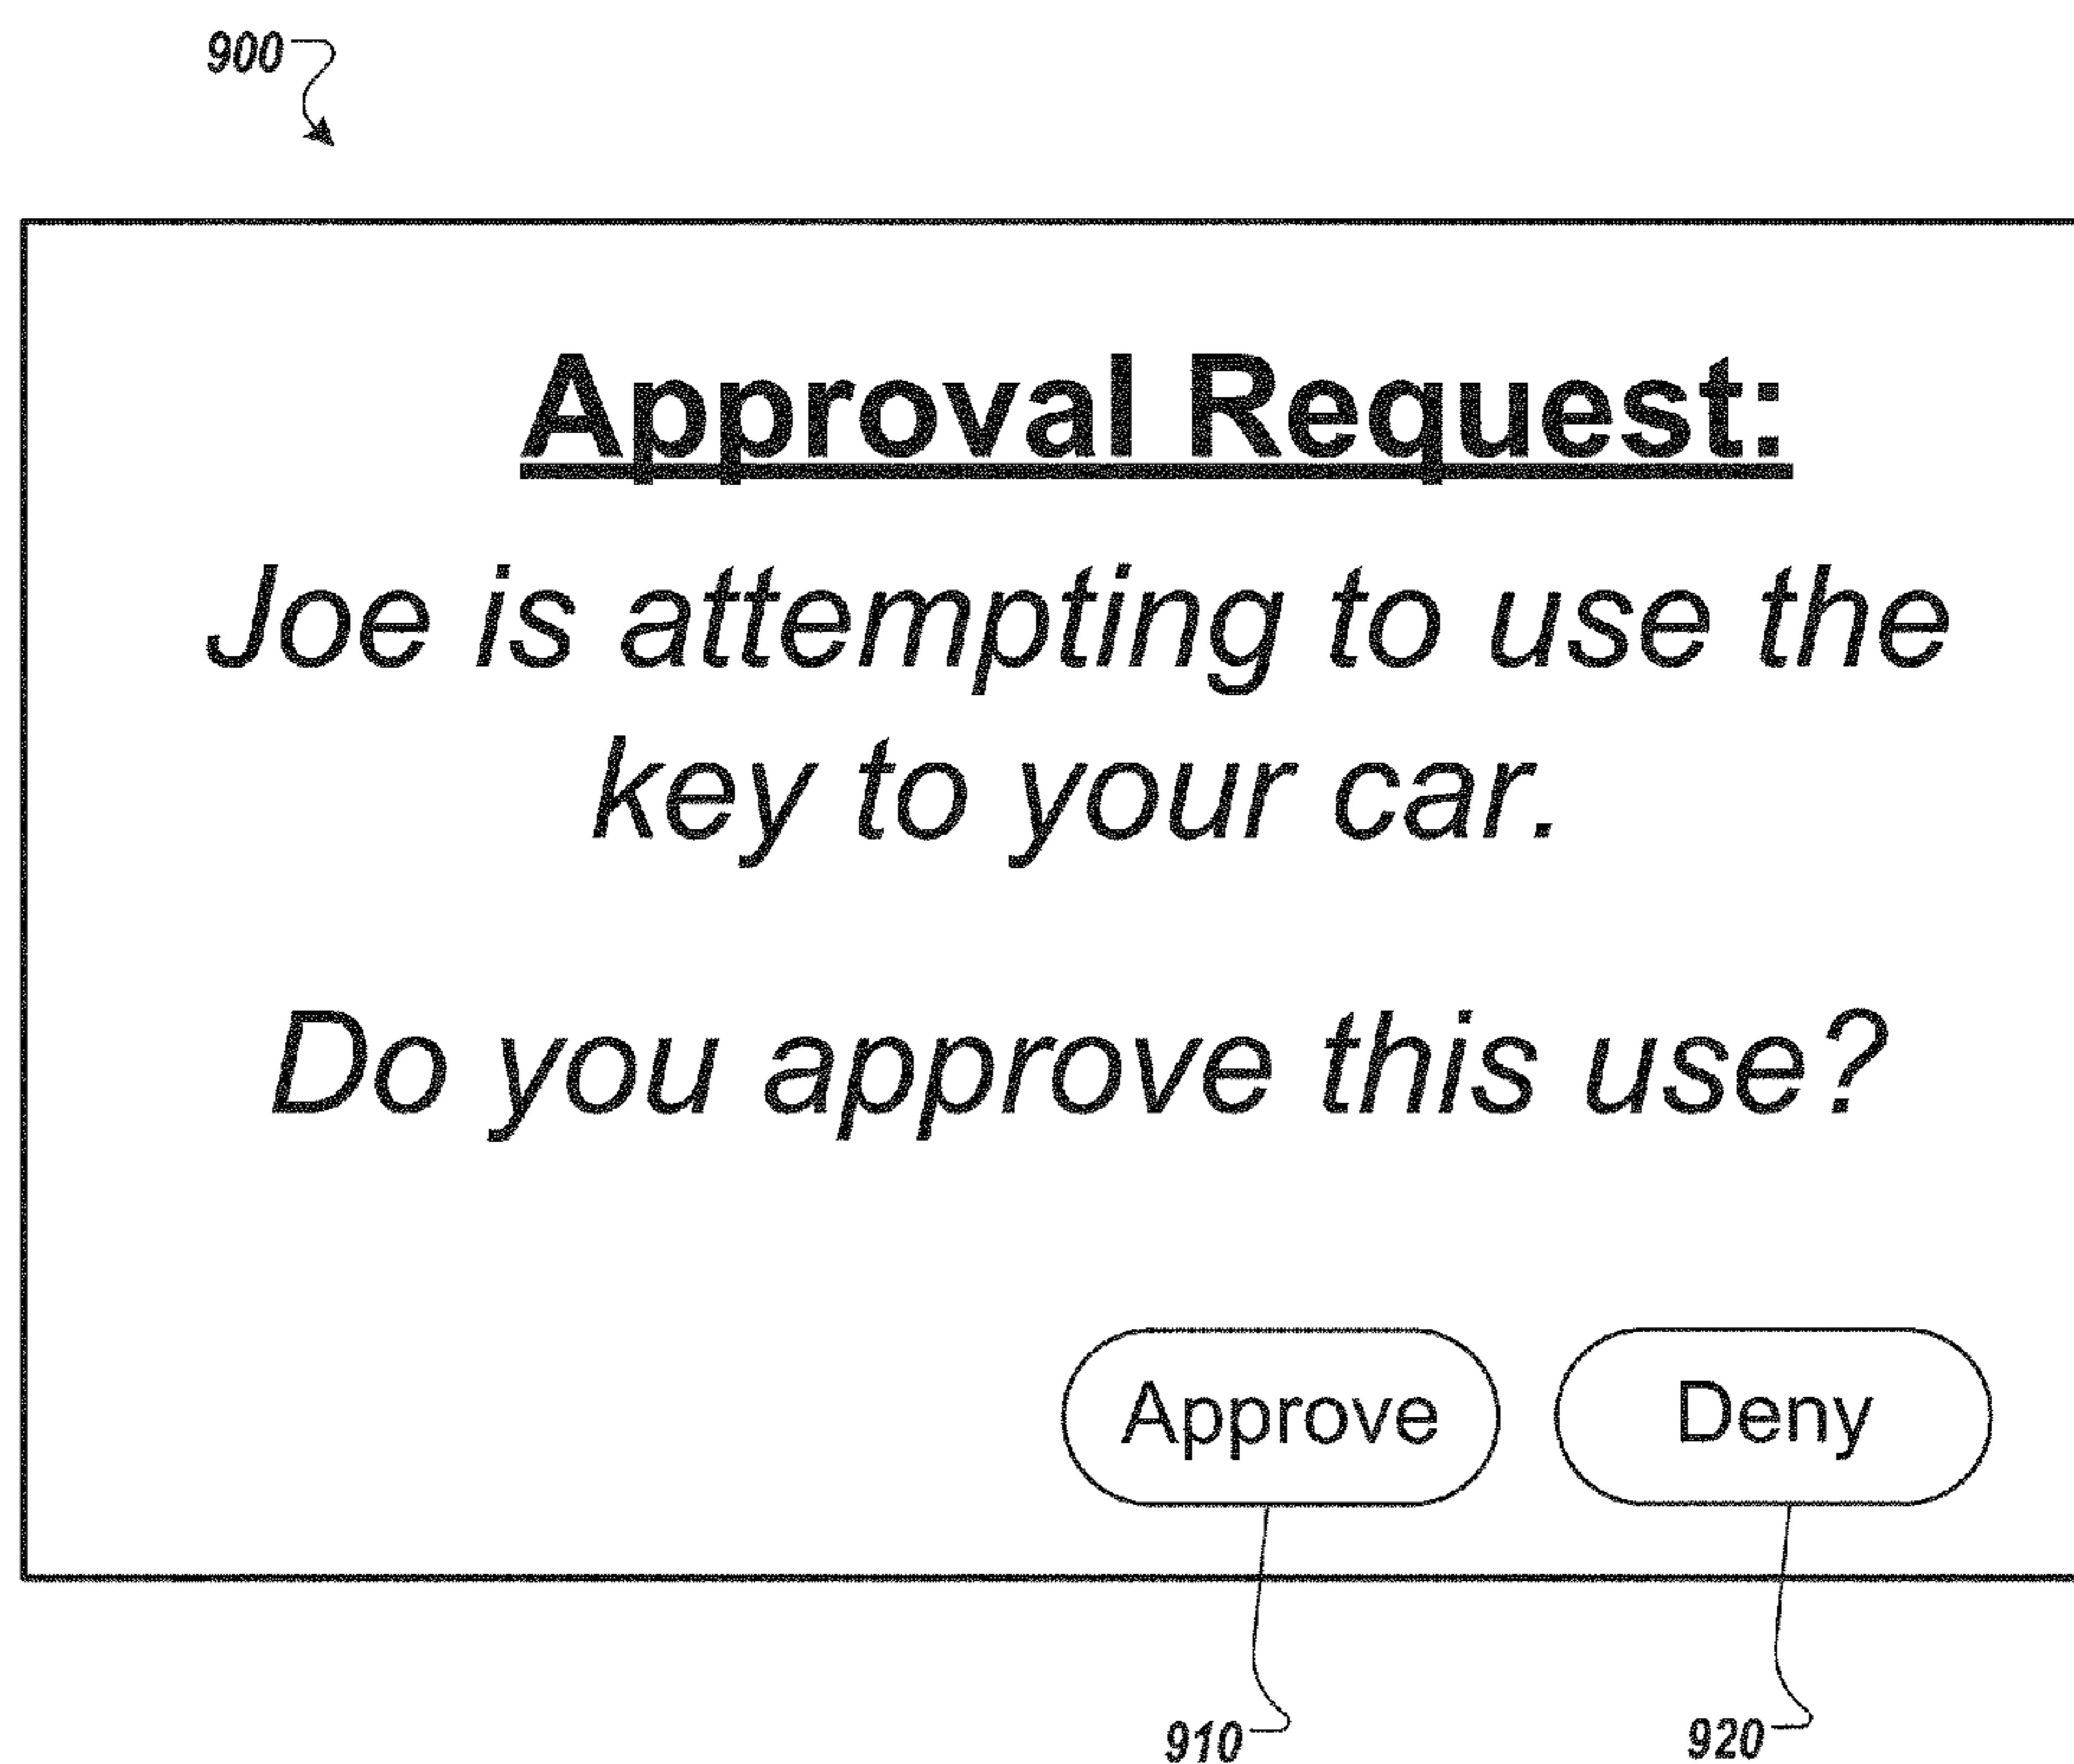 900
Approval Request:
Joe is attempting to use the
key to your car.
Do you approve this use?
Approve Deny
910 920